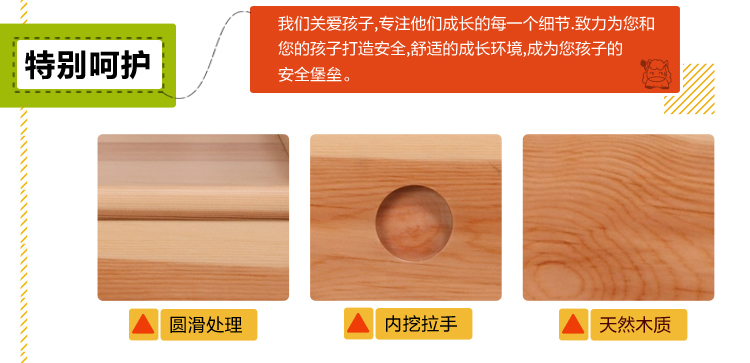 特别呵护
我们关爱孩子,专注他们成长的每一个细节.致力为您和
您的孩子打造安全,舒适的成长环境,成为您孩子的
安全堡垒。
圆滑处理
内挖拉手
天然木质